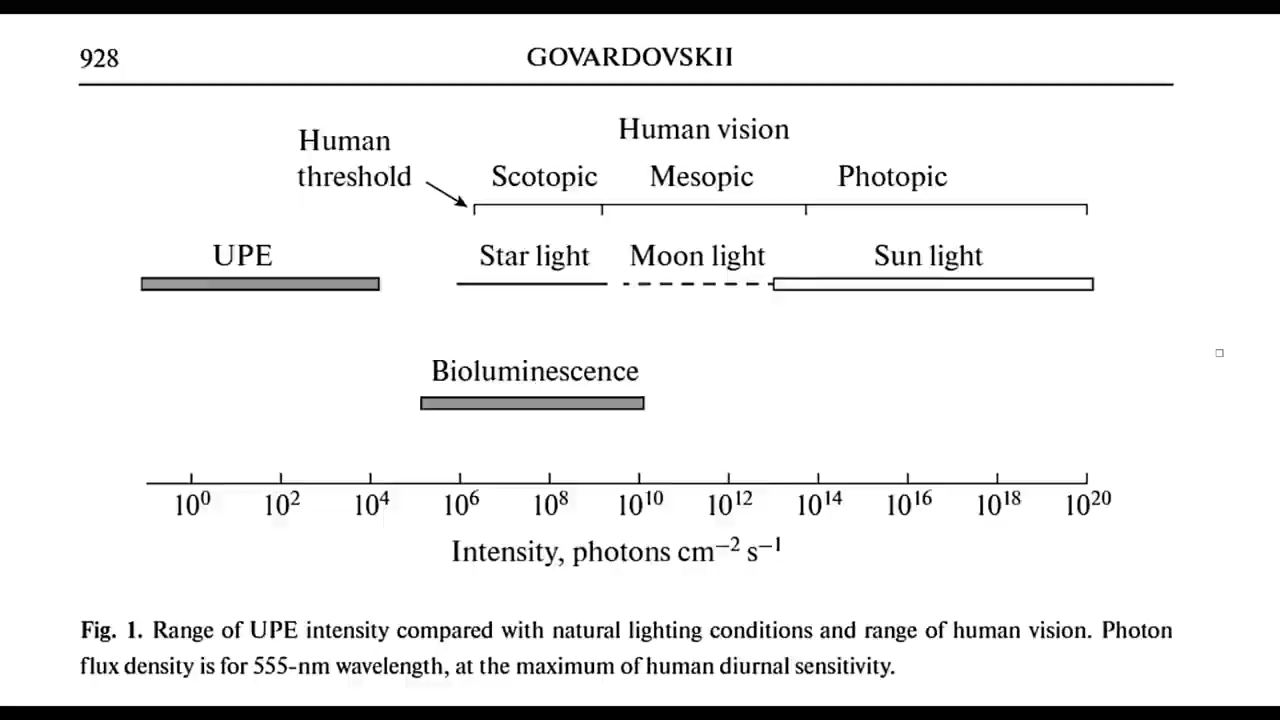 928
GOVARDOVSKII
Human vision
Human
threshold
Scotopic
Mesopic
Photopic
UPE
Star light
Moon light
Sun light
Bioluminescence
10⁰
10²
10⁴
10⁶
10⁸
10¹⁰
10¹²
10¹⁴
10¹⁶
10¹⁸
10²⁰
Intensity, photons cm⁻² s⁻¹
Fig. 1. Range of UPE intensity compared with natural lighting conditions and range of human vision. Photon
flux density is for 555-nm wavelength, at the maximum of human diurnal sensitivity.